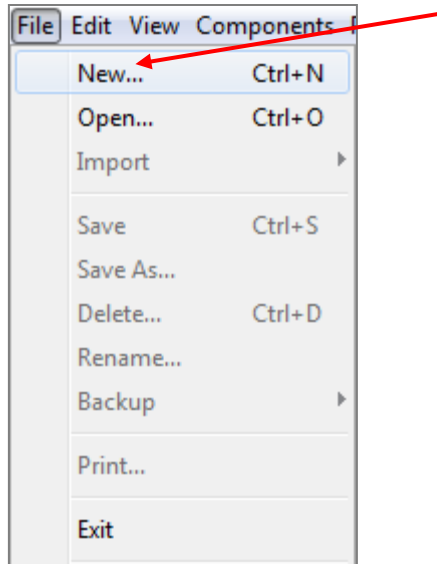 File Edit View Components
New... Ctrl+N
Open... Ctrl+O
Import
Save Ctrl+S
Save As...
Delete... Ctrl+D
Rename...
Backup
Print...
Exit